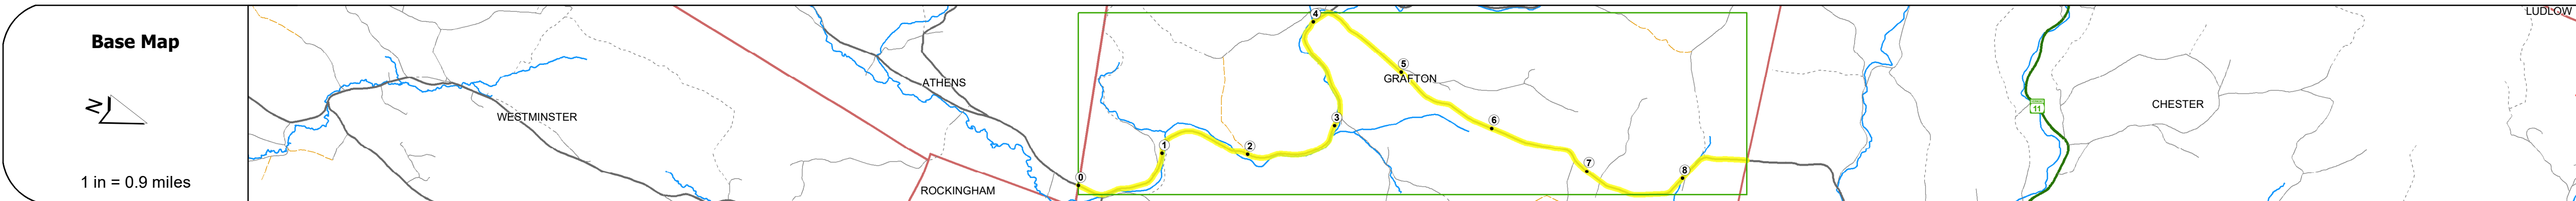 Base Map
N
1 in = 0.9 miles
WESTMINSTER
ATHENS
ROCKINGHAM
0
1
2
3
4
5
GRAFTON
6
7
8
11
CHESTER
LUDLOW